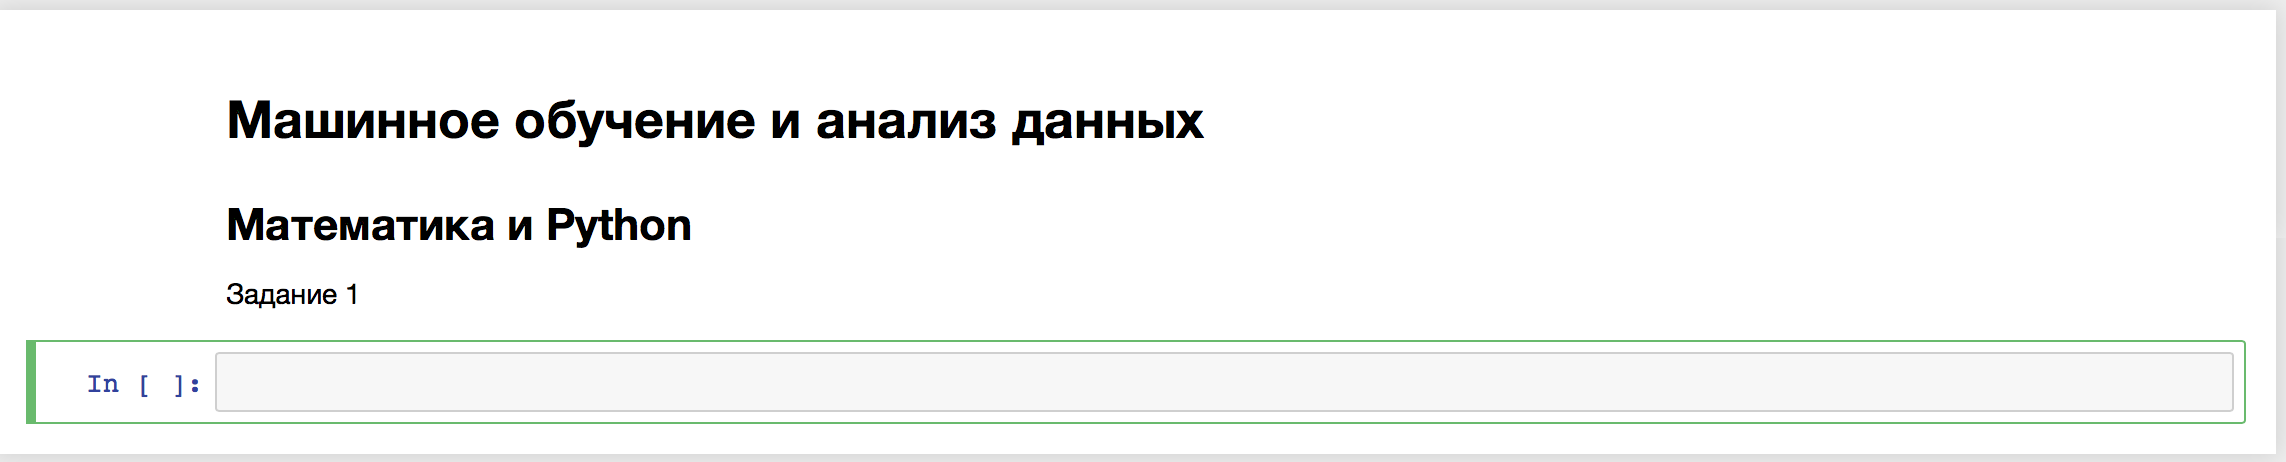 Машинное обучение и анализ данных
Математика и Python
Задание 1
In [ ]: